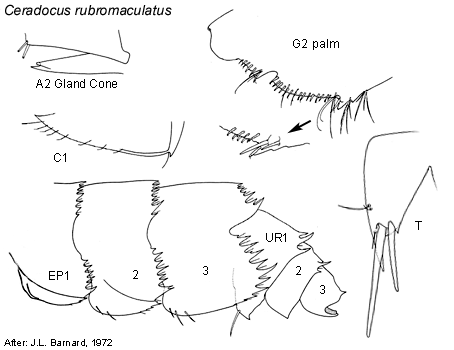 Ceradocus rubromaculatus
G2 palm
A2 Gland Cone
C1
T
UR1
EP1
2
3
2
3
After: J.L. Barnard, 1972